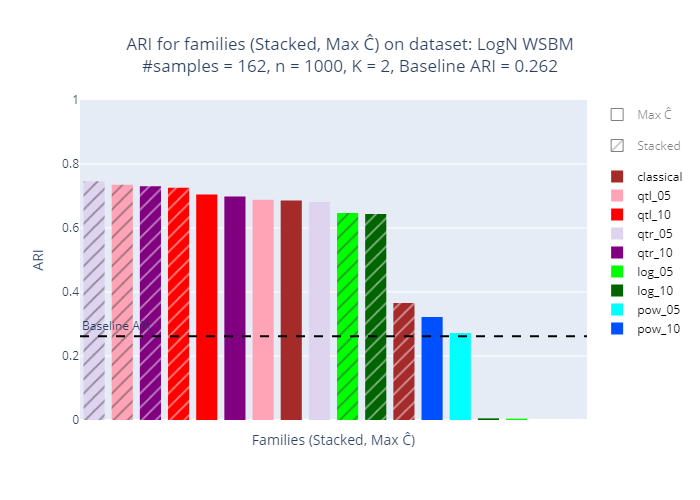 ARI for families (Stacked, Max Ĉ) on dataset: LogN WSBM
#samples = 162, n = 1000, K = 2, Baseline ARI = 0.262
1
0.8
0.6
0.4
0.2
0
ARI
Baseline ARI
Families (Stacked, Max Ĉ)
Max Ĉ
Stacked
classical
qtl_05
qtl_10
qtr_05
qtr_10
log_05
log_10
pow_05
pow_10